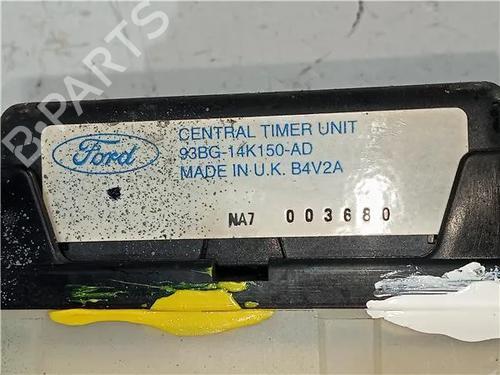 B-PARTS
Ford
CENTRAL TIMER UNIT
93BG-14K150-AD
MADE IN U.K. B4V2A
NA7 003680